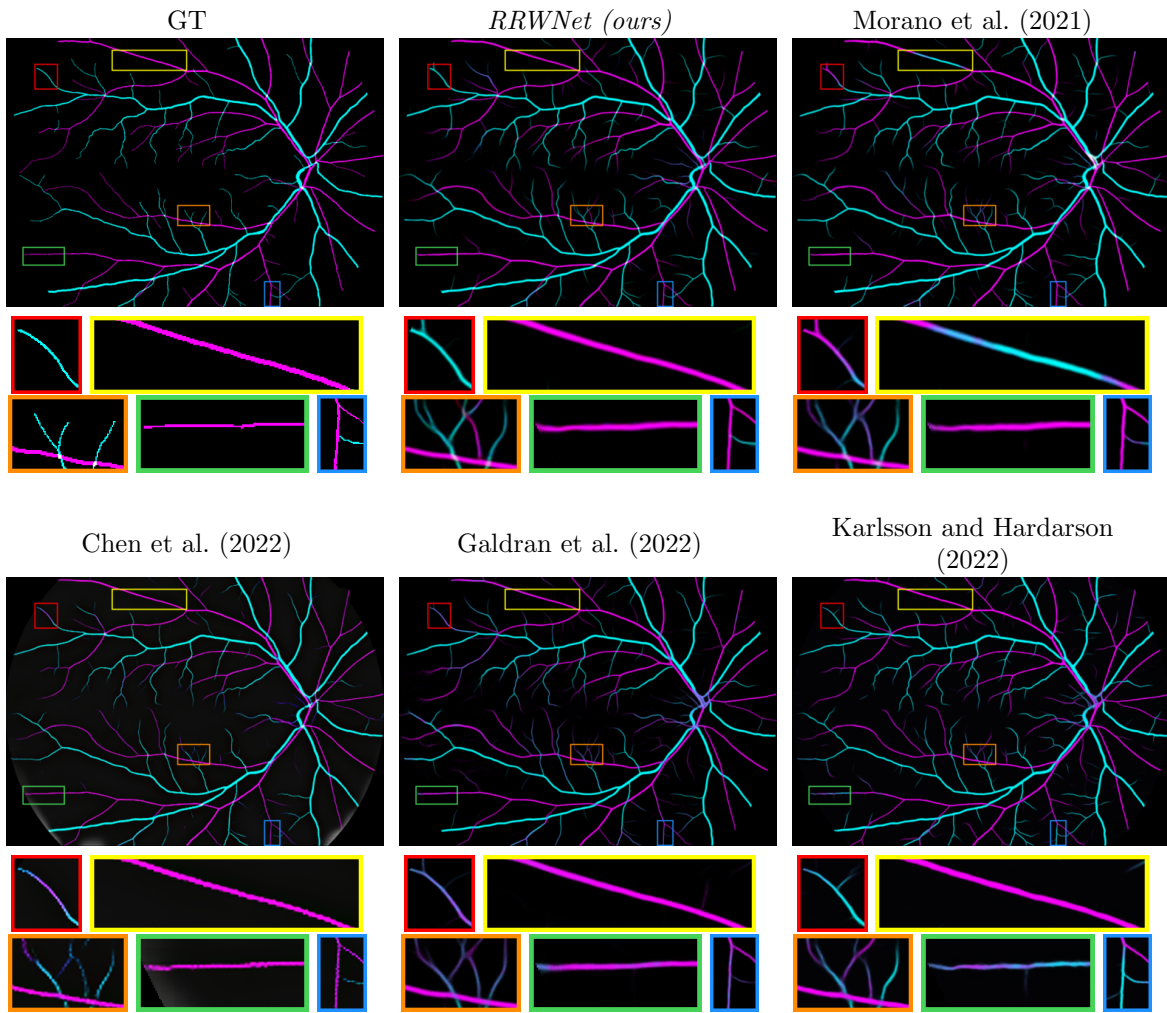 GT
RRWNet (ours)
Morano et al. (2021)
Chen et al. (2022)
Galdran et al. (2022)
Karlsson and Hardarson
(2022)